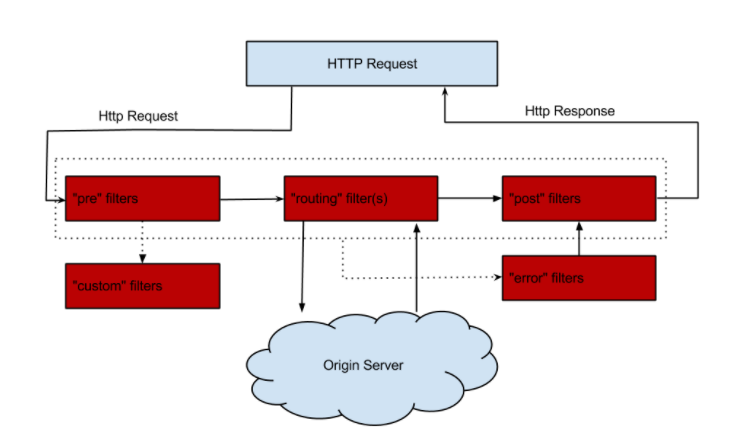 HTTP Request
Http Request
Http Response
"pre" filters
"routing" filter(s)
"post" filters
"custom" filters
"error" filters
Origin Server